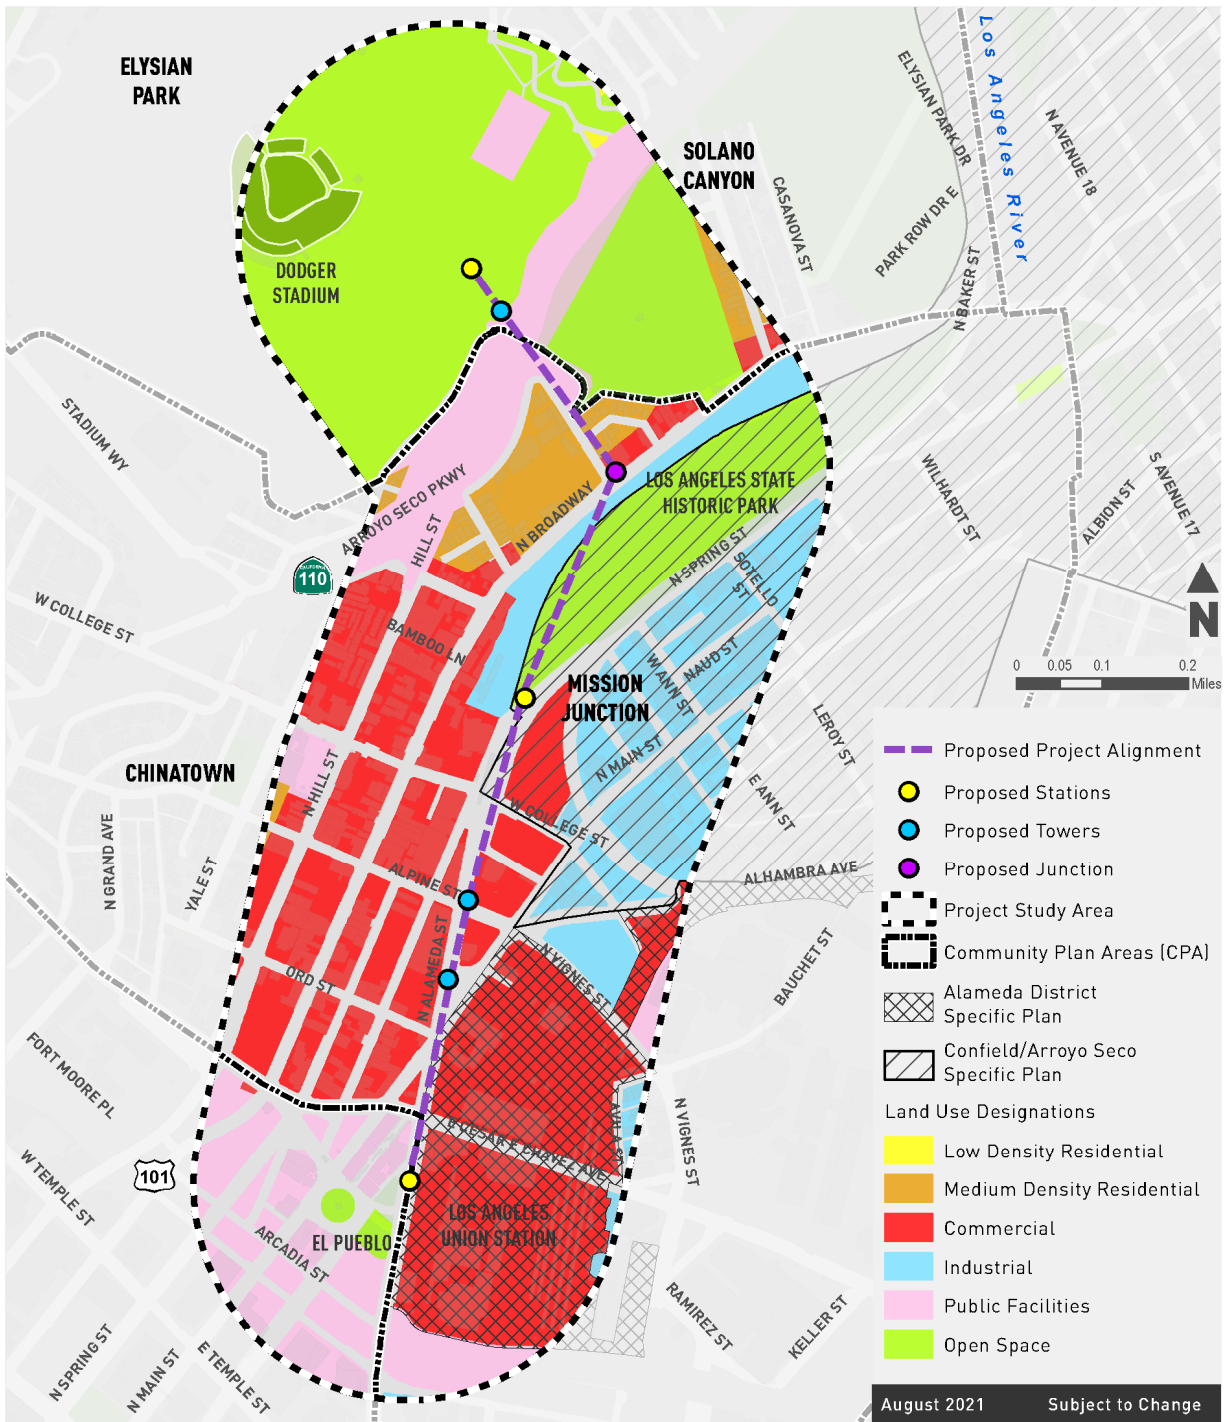 ELYSIAN
PARK
SOLANO
CANYON
Los Angeles River
ELYSIAN PARK DR
N AVENUE 18
CASANOVA ST
PARK ROW DR E
N BAKER ST
DODGER
STADIUM
STADIUM WY
ARROYO SECO PKWY
HILL ST
N BROADWAY
LOS ANGELES STATE
HISTORIC PARK
WILHARDT ST
S AVENUE 17
ALBION ST
N SPRING ST
SOTELLO
ST
CALIFORNIA
110
W COLLEGE ST
BAMBOO LN
NAUD ST
W ANN ST
MISSION
JUNCTION
N MAIN ST
LEROY ST
E ANN ST
N
0 0.05 0.1 0.2
Miles
CHINATOWN
N HILL ST
W COLLEGE ST
N GRAND AVE
YALE ST
ALPINE ST
ALHAMBRA AVE
N ALAMEDA ST
ORD ST
N VIGNES ST
BAUCHET ST
FORT MOORE PL
E CESAR E CHAVEZ AVE
AVILA ST
N VIGNES ST
101
W TEMPLE ST
LOS ANGELES
UNION STATION
EL PUEBLO
ARCADIA ST
RAMIREZ ST
KELLER ST
N SPRING ST
N MAIN ST
E TEMPLE ST
Proposed Project Alignment
Proposed Stations
Proposed Towers
Proposed Junction
Project Study Area
Community Plan Areas (CPA)
Alameda District
Specific Plan
Confield/Arroyo Seco
Specific Plan
Land Use Designations
Low Density Residential
Medium Density Residential
Commercial
Industrial
Public Facilities
Open Space
August 2021 Subject to Change